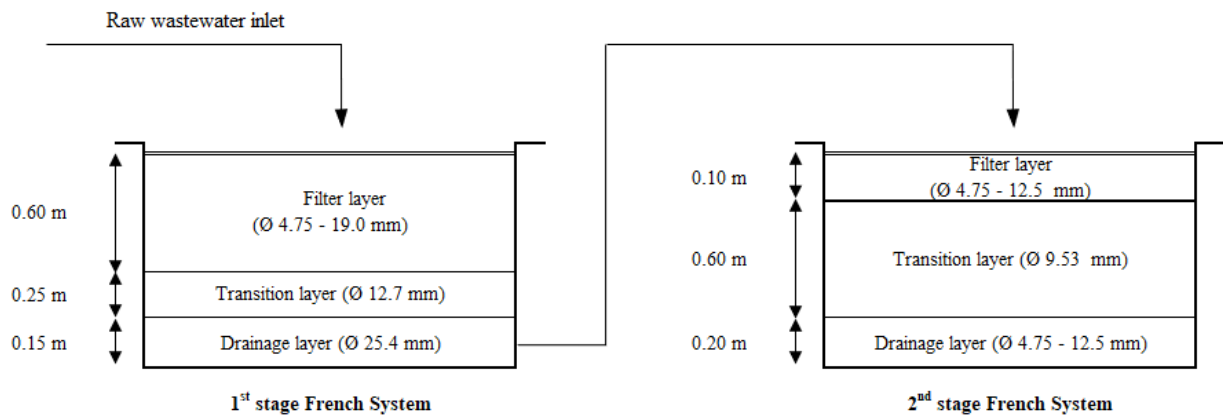 Raw wastewater inlet
0.60 m
Filter layer
(Ø 4.75 - 19.0 mm)
0.25 m
Transition layer (Ø 12.7 mm)
0.15 m
Drainage layer (Ø 25.4 mm)
1st stage French System
0.10 m
Filter layer
(Ø 4.75 - 12.5 mm)
0.60 m
Transition layer (Ø 9.53 mm)
0.20 m
Drainage layer (Ø 4.75 - 12.5 mm)
2nd stage French System